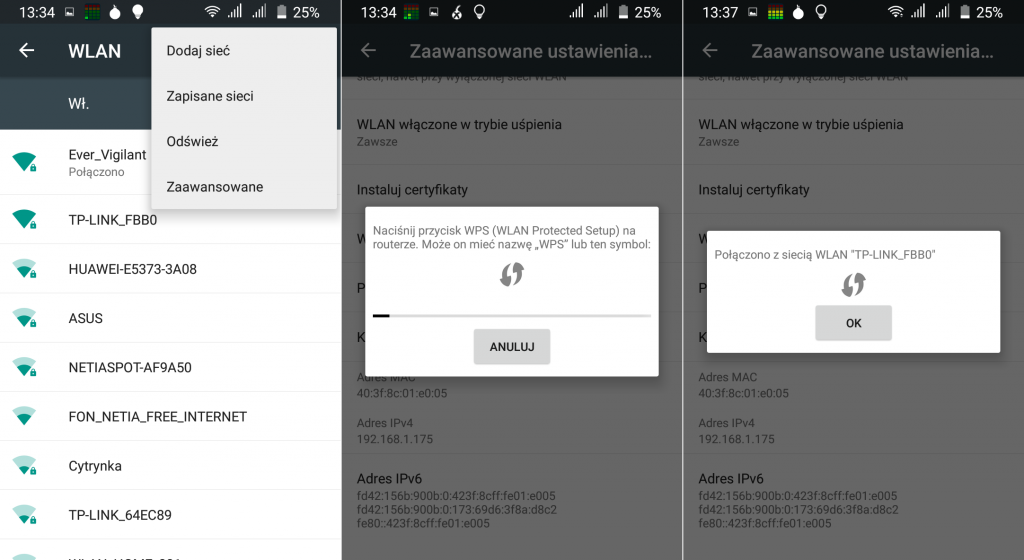 13:34
25%
WLAN
Dodaj sieć
Zapisane sieci
Odśwież
Zaawansowane
Wł.
Ever_Vigilant
Połączono
TP-LINK_FBB0
HUAWEI-E5373-3A08
ASUS
NETIASPOT-AF9A50
FON_NETIA_FREE_INTERNET
Cytrynka
TP-LINK_64EC89
13:34
25%
Zaawansowane ustawienia...
sieci, nawet przy wyłączonej sieci WLAN
WLAN włączone w trybie uśpienia
Zawsze
Instaluj certyfikaty
W
Naciśnij przycisk WPS (WLAN Protected Setup) na
routerze. Może on mieć nazwę „WPS” lub ten symbol:
P
K
ANULUJ
Adres MAC
40:3f:8c:01:e0:05
Adres IPv4
192.168.1.175
Adres IPv6
fd42:156b:900b:0:423f:8cff:fe01:e005
fd42:156b:900b:0:173:69d6:3f8a:d8c2
fe80::423f:8cff:fe01:e005
13:37
25%
Zaawansowane ustawienia...
sieci, nawet przy wyłączonej sieci WLAN
WLAN włączone w trybie uśpienia
Zawsze
Instaluj certyfikaty
Połączono z siecią WLAN "TP-LINK_FBB0"
P
OK
K
Adres MAC
40:3f:8c:01:e0:05
Adres IPv4
192.168.1.175
Adres IPv6
fd42:156b:900b:0:423f:8cff:fe01:e005
fd42:156b:900b:0:173:69d6:3f8a:d8c2
fe80::423f:8cff:fe01:e005